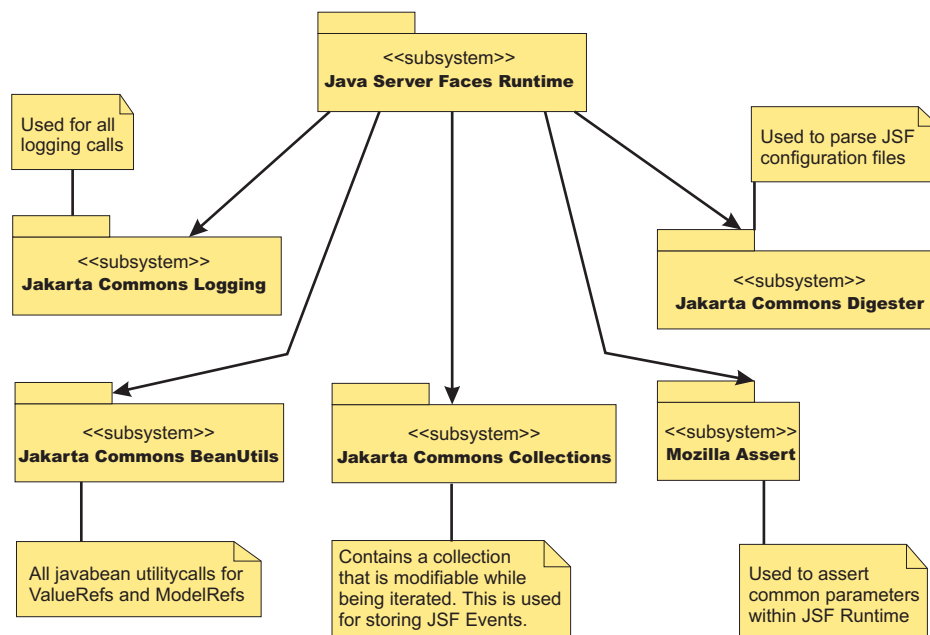 <<subsystem>>
Java Server Faces Runtime
Used for all
logging calls
Used to parse JSF
configuration files
<<subsystem>>
Jakarta Commons Logging
<<subsystem>>
Jakarta Commons Digester
<<subsystem>>
Jakarta Commons BeanUtils
<<subsystem>>
Jakarta Commons Collections
<<subsystem>>
Mozilla Assert
All javabean utilitycalls for
ValueRefs and ModelRefs
Contains a collection
that is modifiable while
being iterated. This is used
for storing JSF Events.
Used to assert
common parameters
within JSF Runtime